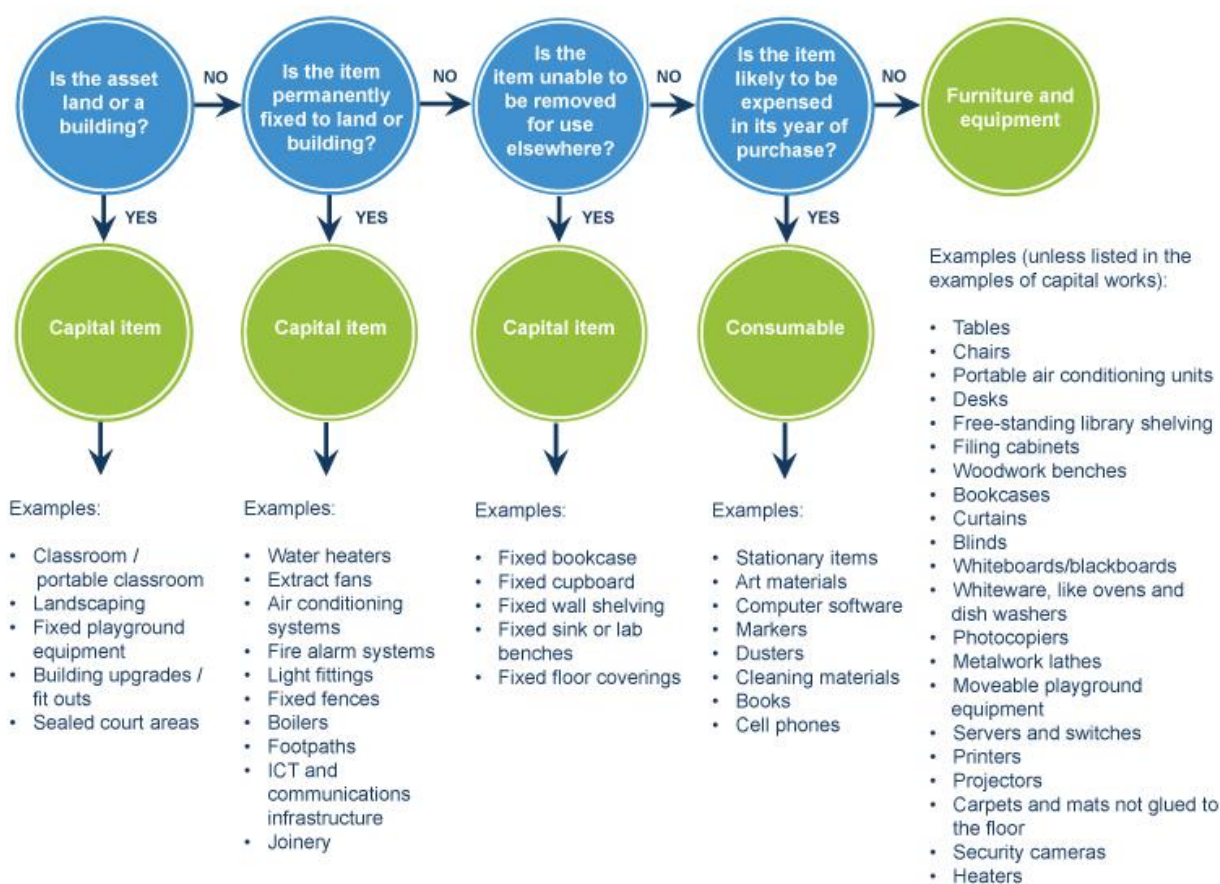 Is the asset
land or a
building?
NO
Is the item
permanently
fixed to land or
building?
NO
Is the
item unable to
be removed
for use
elsewhere?
NO
Is the item
likely to be
expensed
in its year of
purchase?
NO
Furniture and
equipment
YES
YES
YES
YES
Capital item
Capital item
Capital item
Consumable
Examples:
• Classroom /
portable classroom
• Landscaping
• Fixed playground
equipment
• Building upgrades /
fit outs
• Sealed court areas
Examples:
• Water heaters
• Extract fans
• Air conditioning
systems
• Fire alarm systems
• Light fittings
• Fixed fences
• Boilers
• Footpaths
• ICT and
communications
infrastructure
• Joinery
Examples:
• Fixed bookcase
• Fixed cupboard
• Fixed wall shelving
• Fixed sink or lab
benches
• Fixed floor coverings
Examples:
• Stationary items
• Art materials
• Computer software
• Markers
• Dusters
• Cleaning materials
• Books
• Cell phones
Examples (unless listed in the
examples of capital works):
• Tables
• Chairs
• Portable air conditioning units
• Desks
• Free-standing library shelving
• Filing cabinets
• Woodwork benches
• Bookcases
• Curtains
• Blinds
• Whiteboards/blackboards
• Whiteware, like ovens and
dish washers
• Photocopiers
• Metalwork lathes
• Moveable playground
equipment
• Servers and switches
• Printers
• Projectors
• Carpets and mats not glued to
the floor
• Security cameras
• Heaters